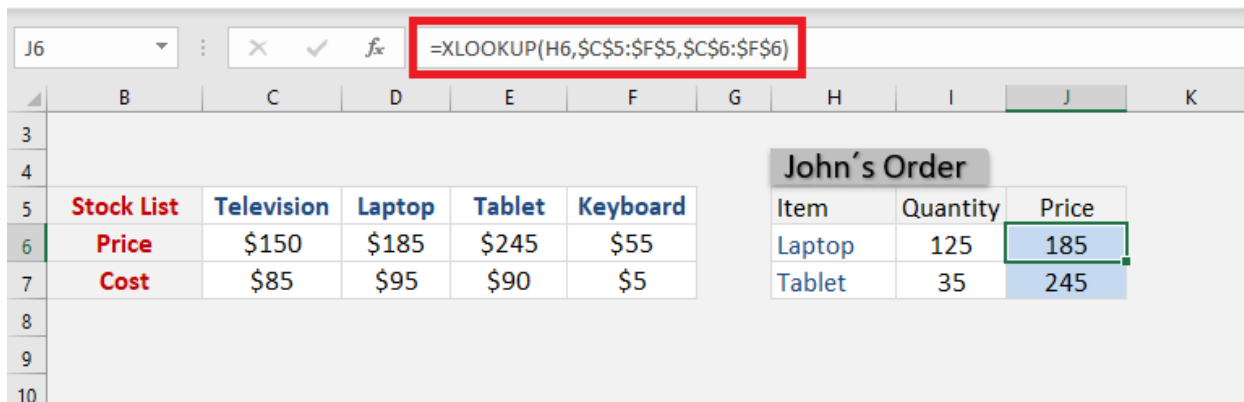 J6 fx =XLOOKUP(H6,$C$5:$F$5,$C$6:$F$6)
B C D E F G H I J K
3
4 John´s Order
5 Stock List Television Laptop Tablet Keyboard Item Quantity Price
6 Price $150 $185 $245 $55 Laptop 125 185
7 Cost $85 $95 $90 $5 Tablet 35 245
8
9
10